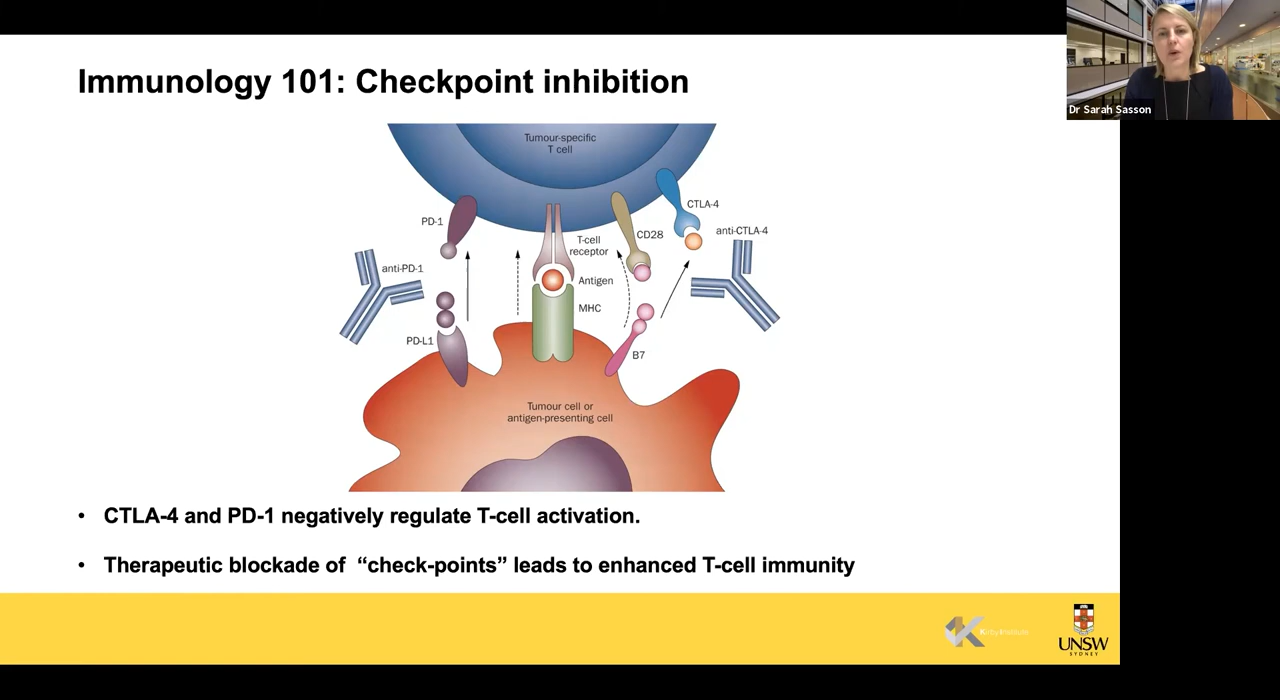 Dr Sarah Sasson
Immunology 101: Checkpoint inhibition
Tumour-specific
T cell
PD-1
CTLA-4
CD28
anti-CTLA-4
T-cell
receptor
anti-PD-1
Antigen
MHC
PD-L1
B7
Tumour cell or
antigen-presenting cell
• CTLA-4 and PD-1 negatively regulate T-cell activation.
• Therapeutic blockade of “check-points” leads to enhanced T-cell immunity
Kirby Institute
UNSW
SYDNEY